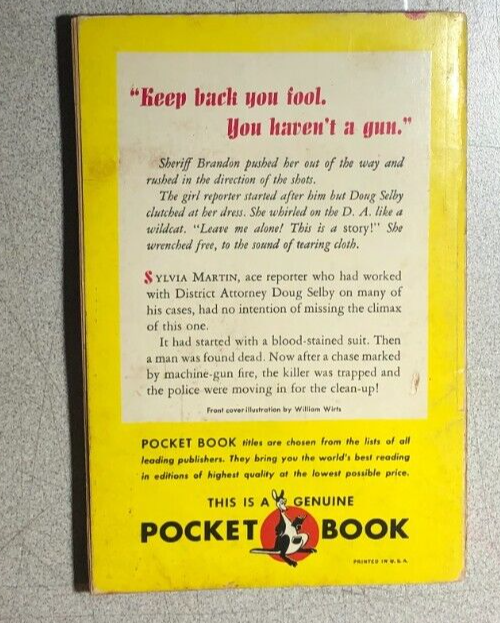 “Keep back you fool.
You haven’t a gun.”
Sheriff Brandon pushed her out of the way and
rushed in the direction of the shots.
The girl reporter started after him but Doug Selby
clutched at her dress. She whirled on the D. A. like a
wildcat. “Leave me alone! This is a story!” She
wrenched free, to the sound of tearing cloth.
SYLVIA MARTIN, ace reporter who had worked
with District Attorney Doug Selby on many of
his cases, had no intention of missing the climax
of this one.
It had started with a blood-stained suit. Then
a man was found dead. Now after a chase marked
by machine-gun fire, the killer was trapped and
the police were moving in for the clean-up!
Front cover illustration by William Wirts
POCKET BOOK titles are chosen from the lists of all
leading publishers. They bring you the world’s best reading
in editions of highest quality at the lowest possible price.
THIS IS A GENUINE
POCKET BOOK
PRINTED IN U.S.A.